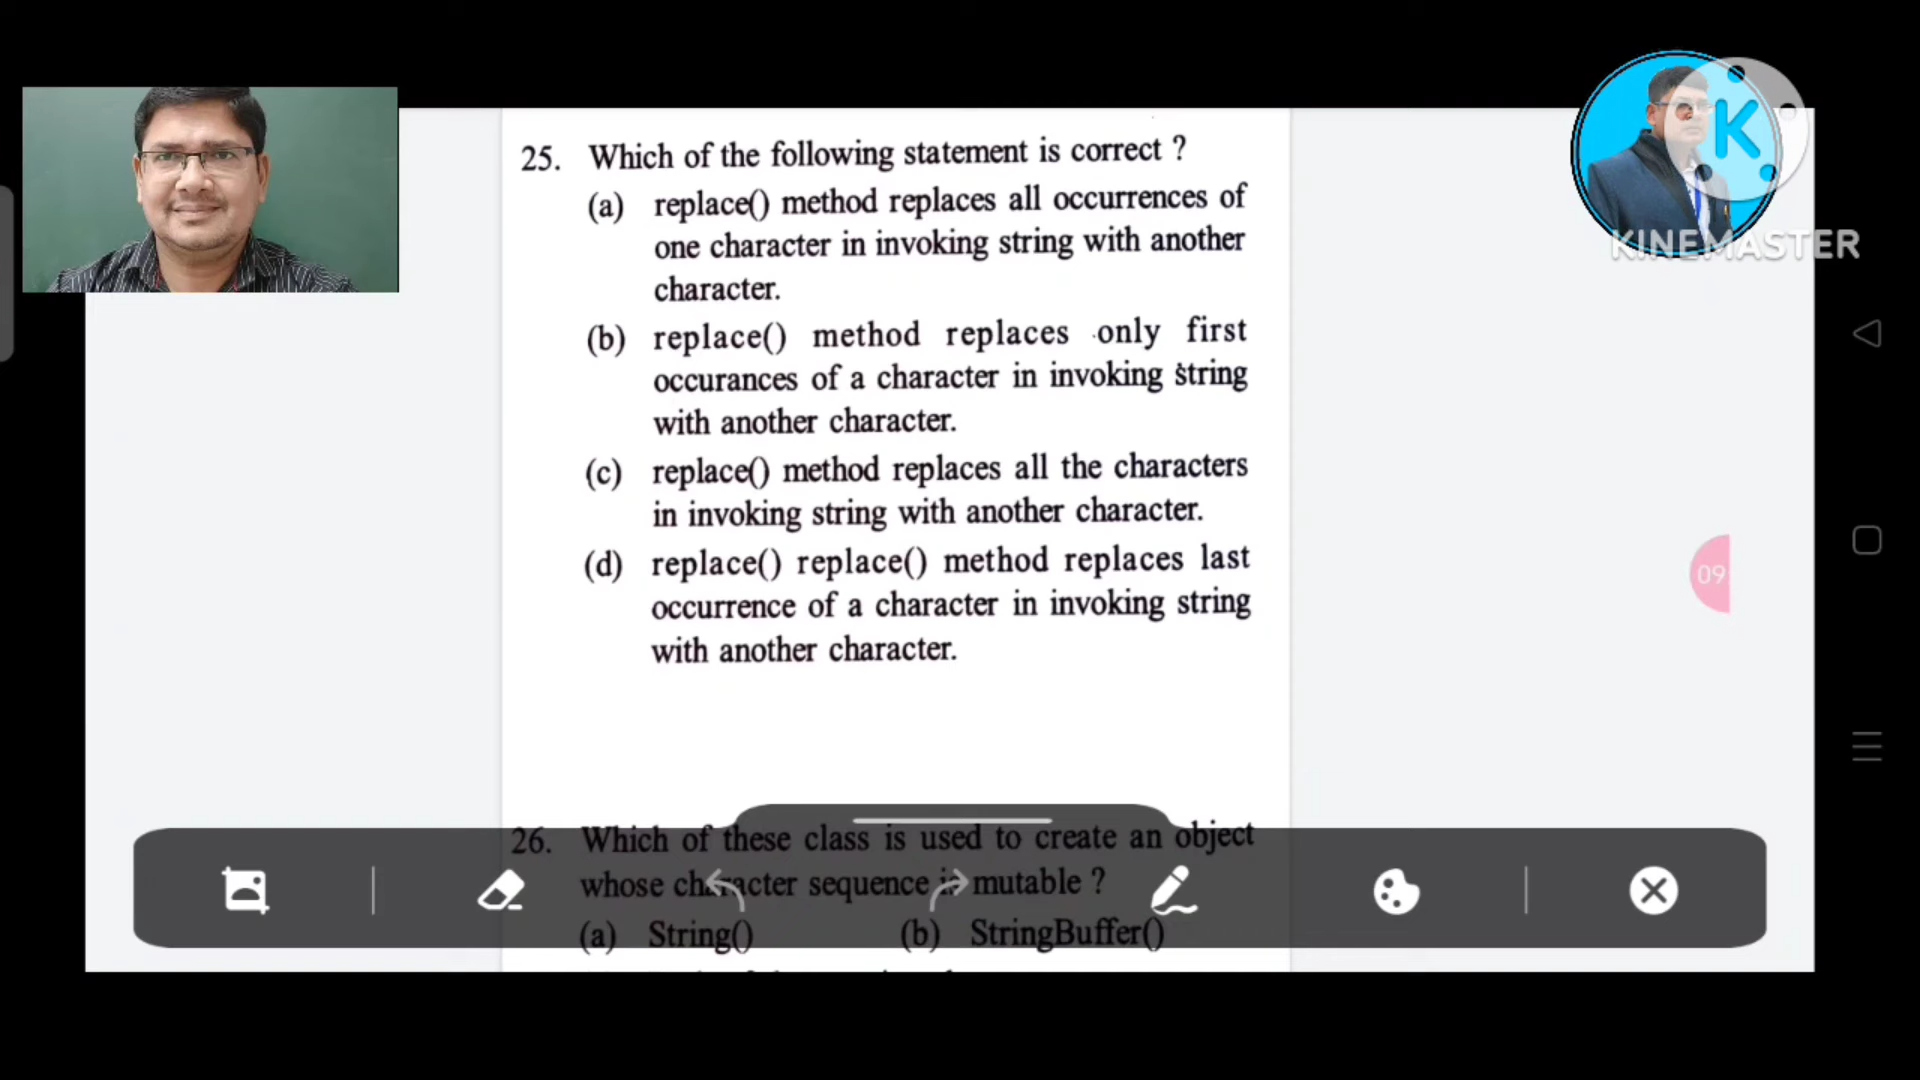 25. Which of the following statement is correct ?
(a) replace() method replaces all occurrences of
one character in invoking string with another
character.
(b) replace() method replaces only first
occurances of a character in invoking string
with another character.
(c) replace() method replaces all the characters
in invoking string with another character.
(d) replace() replace() method replaces last
occurrence of a character in invoking string
with another character.
26. Which of these class is used to create an object
whose character sequence is mutable ?
(a) String() (b) StringBuffer()
K
KINEMASTER
09